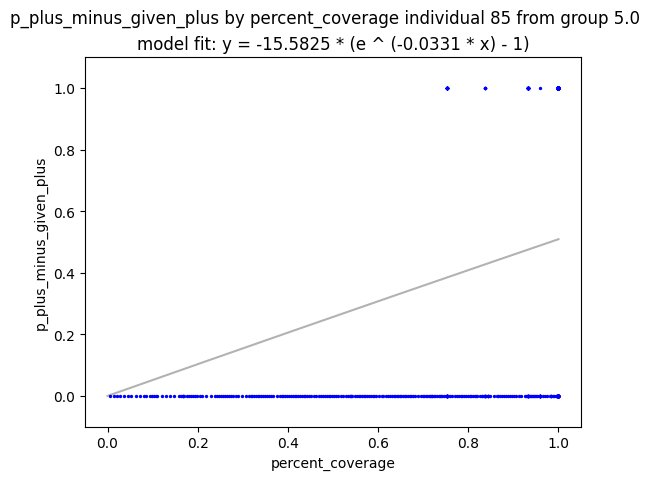 p_plus_minus_given_plus by percent_coverage individual 85 from group 5.0
model fit: y = -15.5825 * (e ^ (-0.0331 * x) - 1)
1.0
0.8
0.6
0.4
0.2
0.0
p_plus_minus_given_plus
0.0 0.2 0.4 0.6 0.8 1.0
percent_coverage